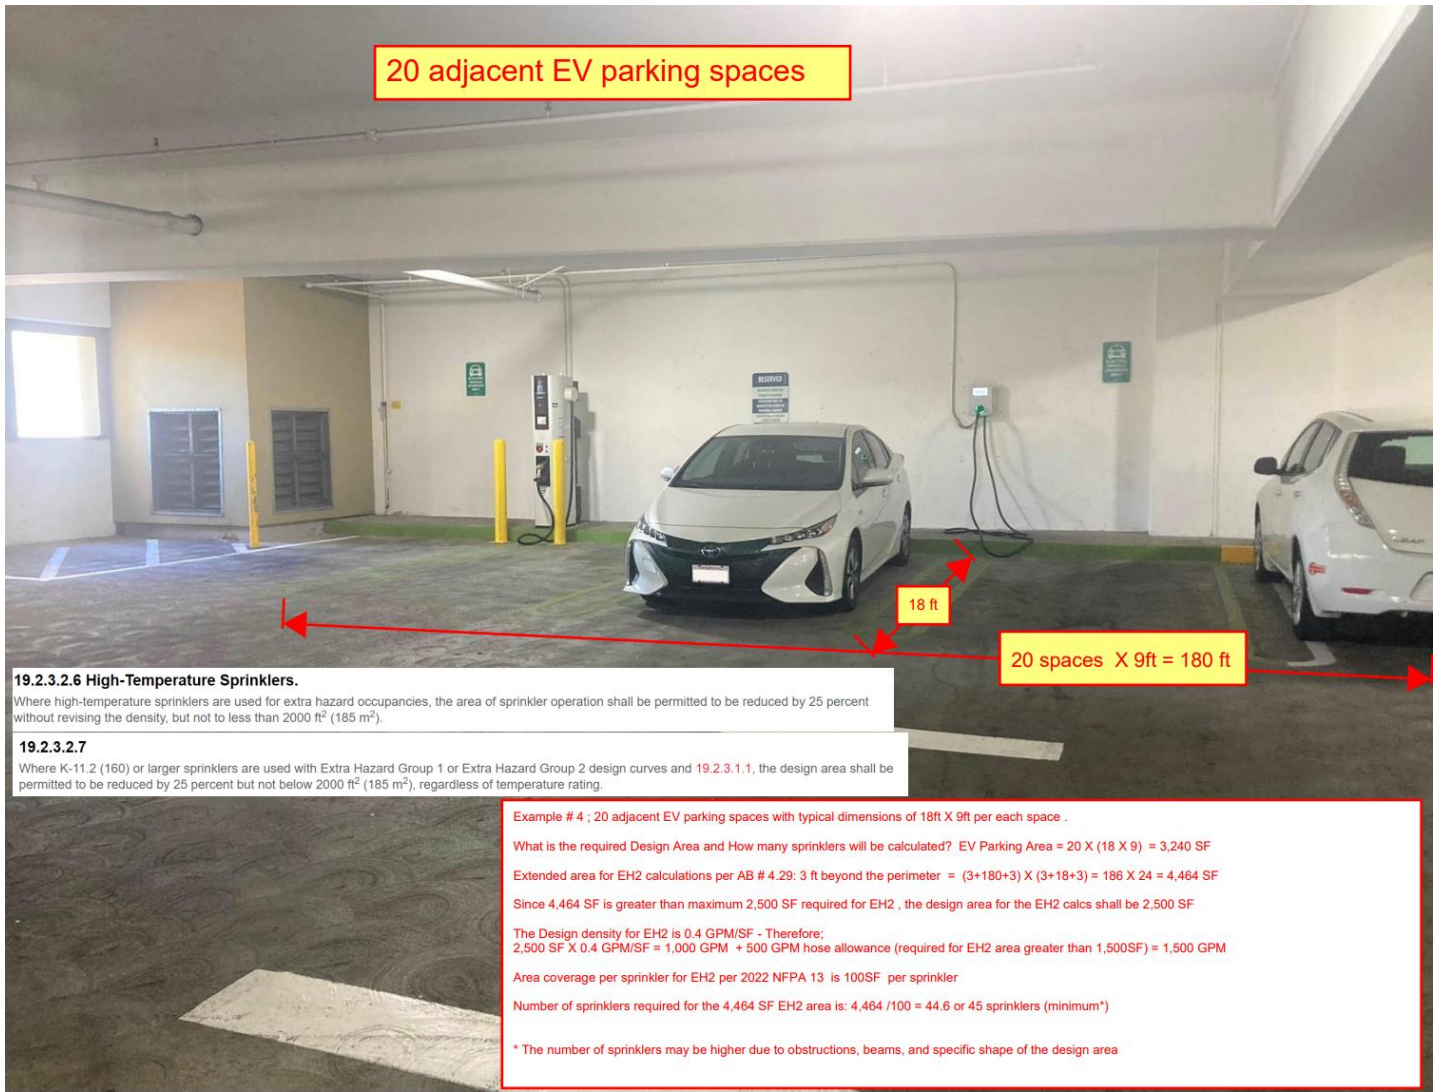 20 adjacent EV parking spaces
RESERVED
18 ft
20 spaces X 9ft = 180 ft
19.2.3.2.6 High-Temperature Sprinklers.
Where high-temperature sprinklers are used for extra hazard occupancies, the area of sprinkler operation shall be permitted to be reduced by 25 percent
without revising the density, but not to less than 2000 ft² (185 m²).
19.2.3.2.7
Where K-11.2 (160) or larger sprinklers are used with Extra Hazard Group 1 or Extra Hazard Group 2 design curves and 19.2.3.1.1, the design area shall be
permitted to be reduced by 25 percent but not below 2000 ft² (185 m²), regardless of temperature rating.
Example # 4 ; 20 adjacent EV parking spaces with typical dimensions of 18ft X 9ft per each space .
What is the required Design Area and How many sprinklers will be calculated? EV Parking Area = 20 X (18 X 9) = 3,240 SF
Extended area for EH2 calculations per AB # 4.29: 3 ft beyond the perimeter = (3+180+3) X (3+18+3) = 186 X 24 = 4,464 SF
Since 4,464 SF is greater than maximum 2,500 SF required for EH2 , the design area for the EH2 calcs shall be 2,500 SF
The Design density for EH2 is 0.4 GPM/SF - Therefore;
2,500 SF X 0.4 GPM/SF = 1,000 GPM + 500 GPM hose allowance (required for EH2 area greater than 1,500SF) = 1,500 GPM
Area coverage per sprinkler for EH2 per 2022 NFPA 13 is 100SF per sprinkler
Number of sprinklers required for the 4,464 SF EH2 area is: 4,464 /100 = 44.6 or 45 sprinklers (minimum*)
* The number of sprinklers may be higher due to obstructions, beams, and specific shape of the design area